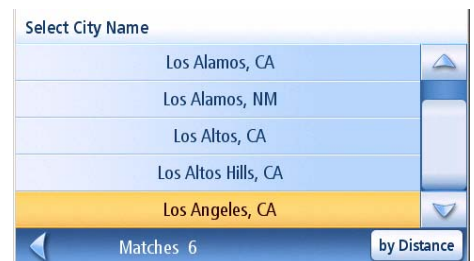 Select City Name
Los Alamos, CA
Los Alamos, NM
Los Altos, CA
Los Altos Hills, CA
Los Angeles, CA
Matches 6 by Distance